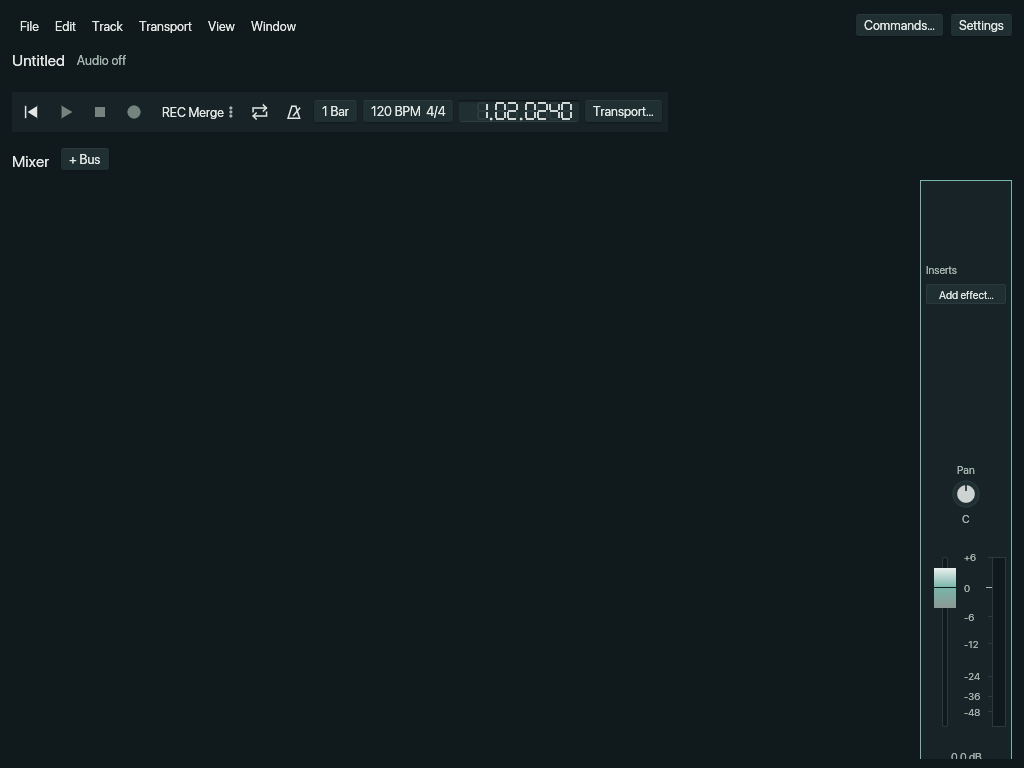 File Edit Track Transport View Window Commands... Settings
Untitled Audio off
REC Merge 1 Bar 120 BPM 4/4 1.02.0240 Transport...
Mixer + Bus
Inserts
Add effect...
Pan
C
+6
0
-6
-12
-24
-36
-48
0.0 dB